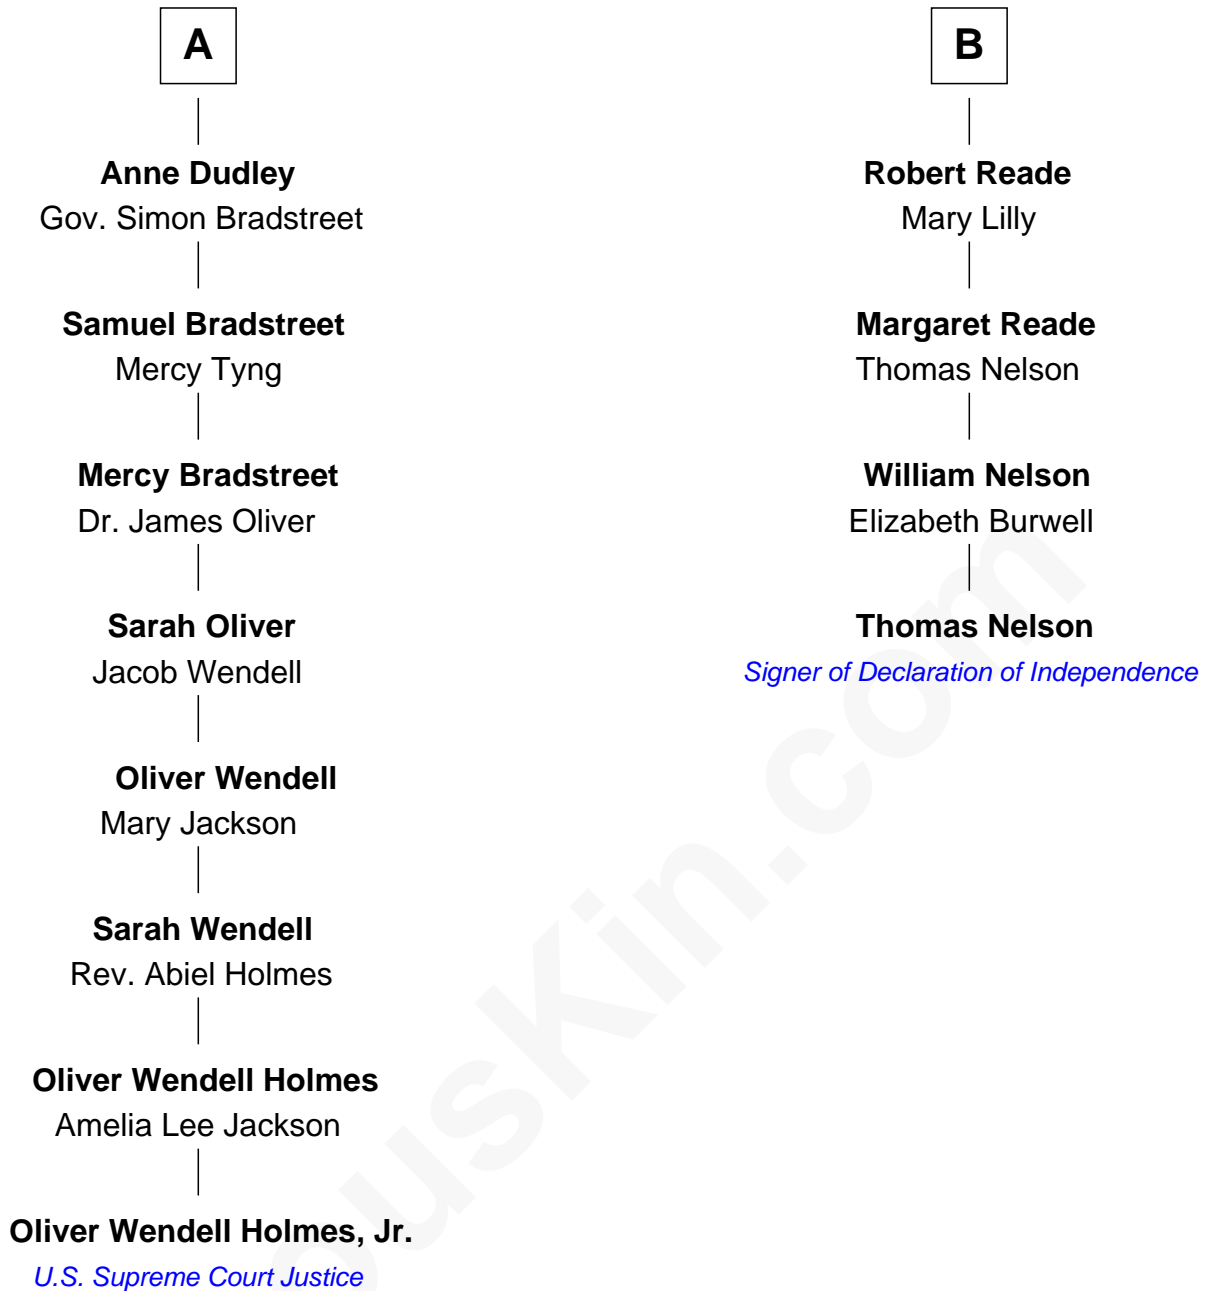 A
Anne Dudley
Gov. Simon Bradstreet
Samuel Bradstreet
Mercy Tyng
Mercy Bradstreet
Dr. James Oliver
Sarah Oliver
Jacob Wendell
Oliver Wendell
Mary Jackson
Sarah Wendell
Rev. Abiel Holmes
Oliver Wendell Holmes
Amelia Lee Jackson
Oliver Wendell Holmes, Jr.
U.S. Supreme Court Justice
B
Robert Reade
Mary Lilly
Margaret Reade
Thomas Nelson
William Nelson
Elizabeth Burwell
Thomas Nelson
Signer of Declaration of Independence
ousKin.com